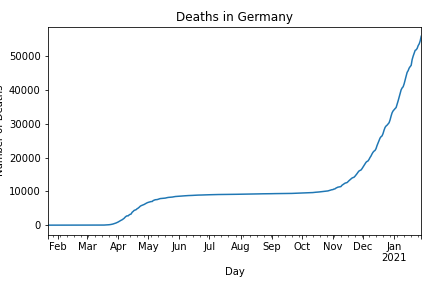 Deaths in Germany
50000
40000
30000
20000
10000
0
Feb Mar Apr May Jun Jul Aug Sep Oct Nov Dec Jan
2021
Day
Number of Deaths